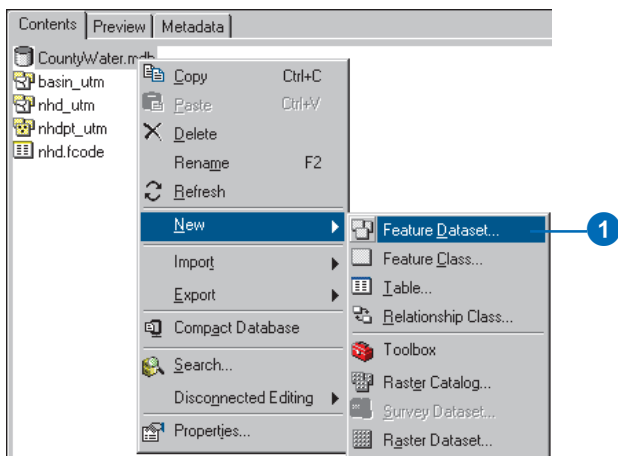 Contents Preview Metadata
CountyWater.mdb
basin_utm
nhd_utm
nhdpt_utm
nhd.fcode
Copy Ctrl+C
Paste Ctrl+V
Delete
Rename F2
Refresh
New
Import
Export
Compact Database
Search...
Disconnected Editing
Properties...
Feature Dataset...
Feature Class...
Table...
Relationship Class...
Toolbox
Raster Catalog...
Survey Dataset...
Raster Dataset...
1